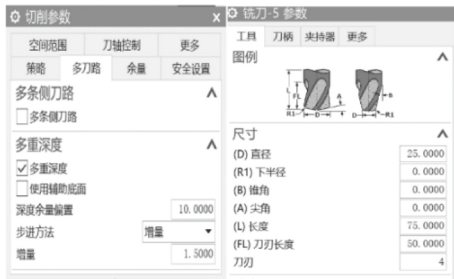 切削参数 x
空间范围 刀轴控制 更多
策略 多刀路 余量 安全设置
多条侧刀路
多条侧刀路
多重深度
多重深度
使用辅助底面
深度余量偏置 10.0000
步进方法 增量
增量 1.5000
铣刀-5 参数
工具 刀柄 夹持器 更多
图例
L FL A B
R1 D D R1
尺寸
(D) 直径 25.0000
(R1) 下半径 0.0000
(B) 锥角 0.0000
(A) 尖角 0.0000
(L) 长度 75.0000
(FL) 刀刃长度 50.0000
刀刃 4